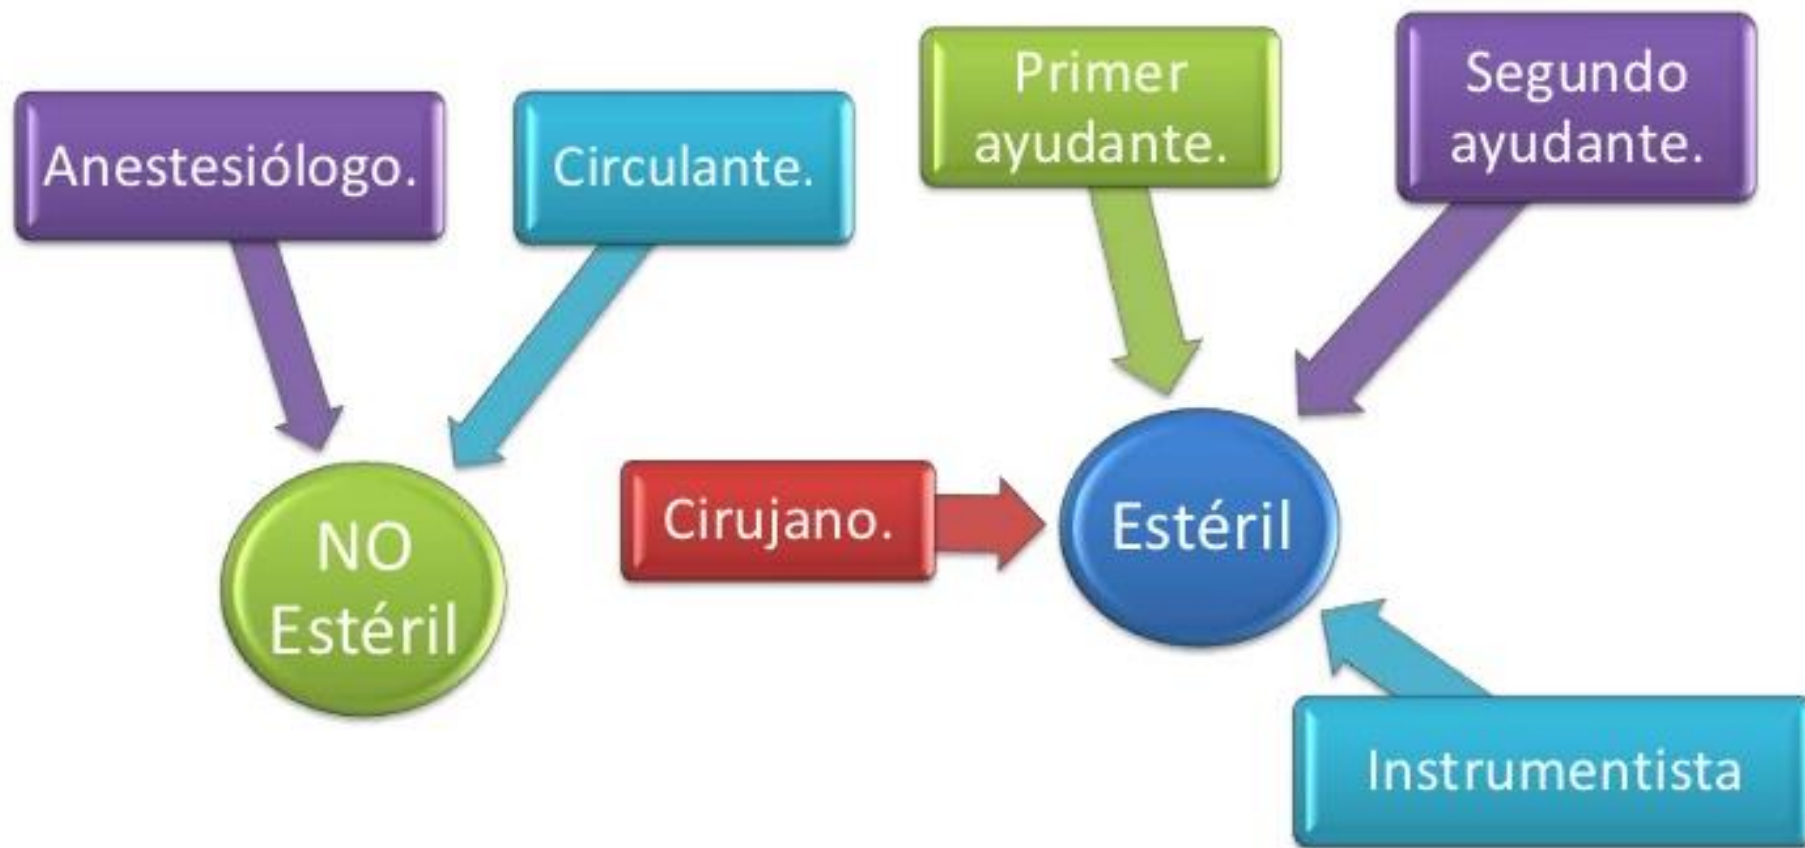 Anestesiólogo.
Circulante.
Primer
ayudante.
Segundo
ayudante.
NO
Estéril
Cirujano.
Estéril
Instrumentista